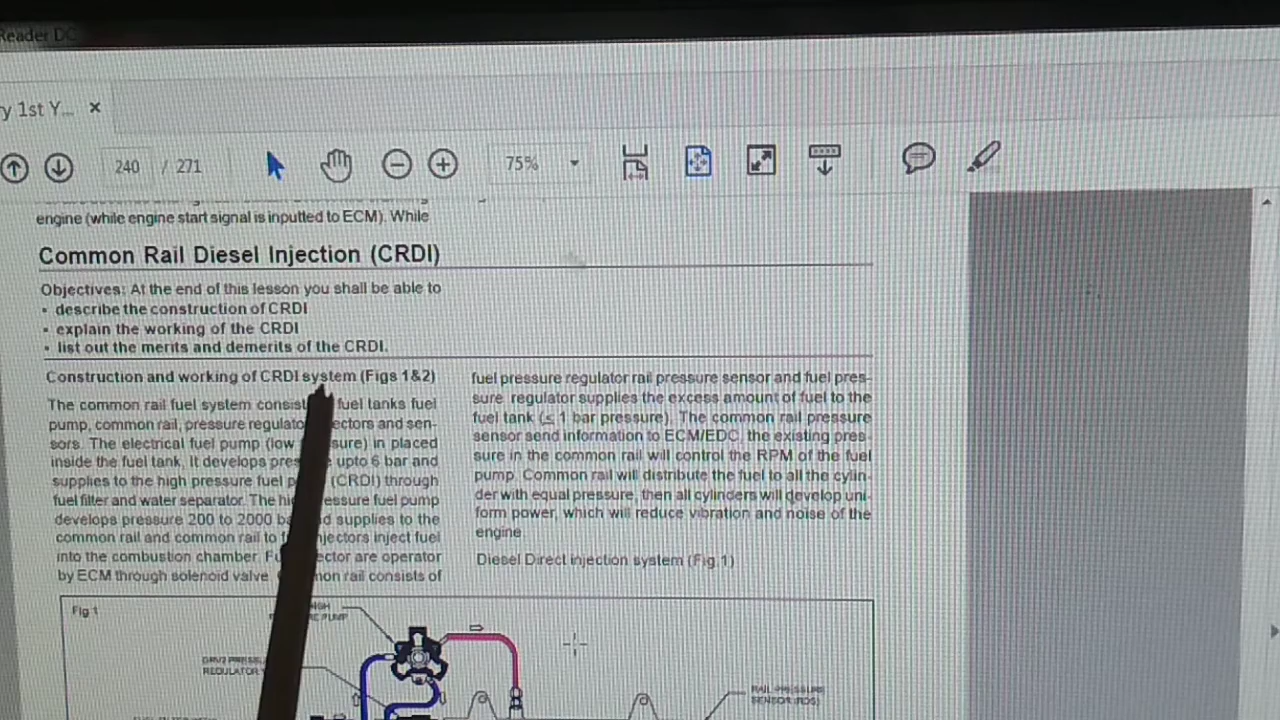 Reader DC
y 1st Y...
240 / 271
75%
engine (while engine start signal is inputted to ECM). While
Common Rail Diesel Injection (CRDI)
Objectives: At the end of this lesson you shall be able to
• describe the construction of CRDI
• explain the working of the CRDI
• list out the merits and demerits of the CRDI.
Construction and working of CRDI system (Figs 1&2)
The common rail fuel system consist fuel tanks fuel
pump, common rail, pressure regulato ectors and sen-
sors. The electrical fuel pump (low sure) in placed
inside the fuel tank. It develops pre upto 6 bar and
supplies to the high pressure fuel p (CRDI) through
fuel filter and water separator. The hi essure fuel pump
develops pressure 200 to 2000 b d supplies to the
common rail and common rail to njectors inject fuel
into the combustion chamber. F ector are operator
by ECM through solenoid valve. mon rail consists of
fuel pressure regulator rail pressure sensor and fuel pres-
sure regulator supplies the excess amount of fuel to the
fuel tank (≤ 1 bar pressure). The common rail pressure
sensor send information to ECM/EDC, the existing pres-
sure in the common rail will control the RPM of the fuel
pump. Common rail will distribute the fuel to all the cylin-
der with equal pressure, then all cylinders will develop uni-
form power, which will reduce vibration and noise of the
engine.
Diesel Direct injection system (Fig.1)
Fig 1
REGULATOR
RAIL PRESSURE
SENSOR (RDS)